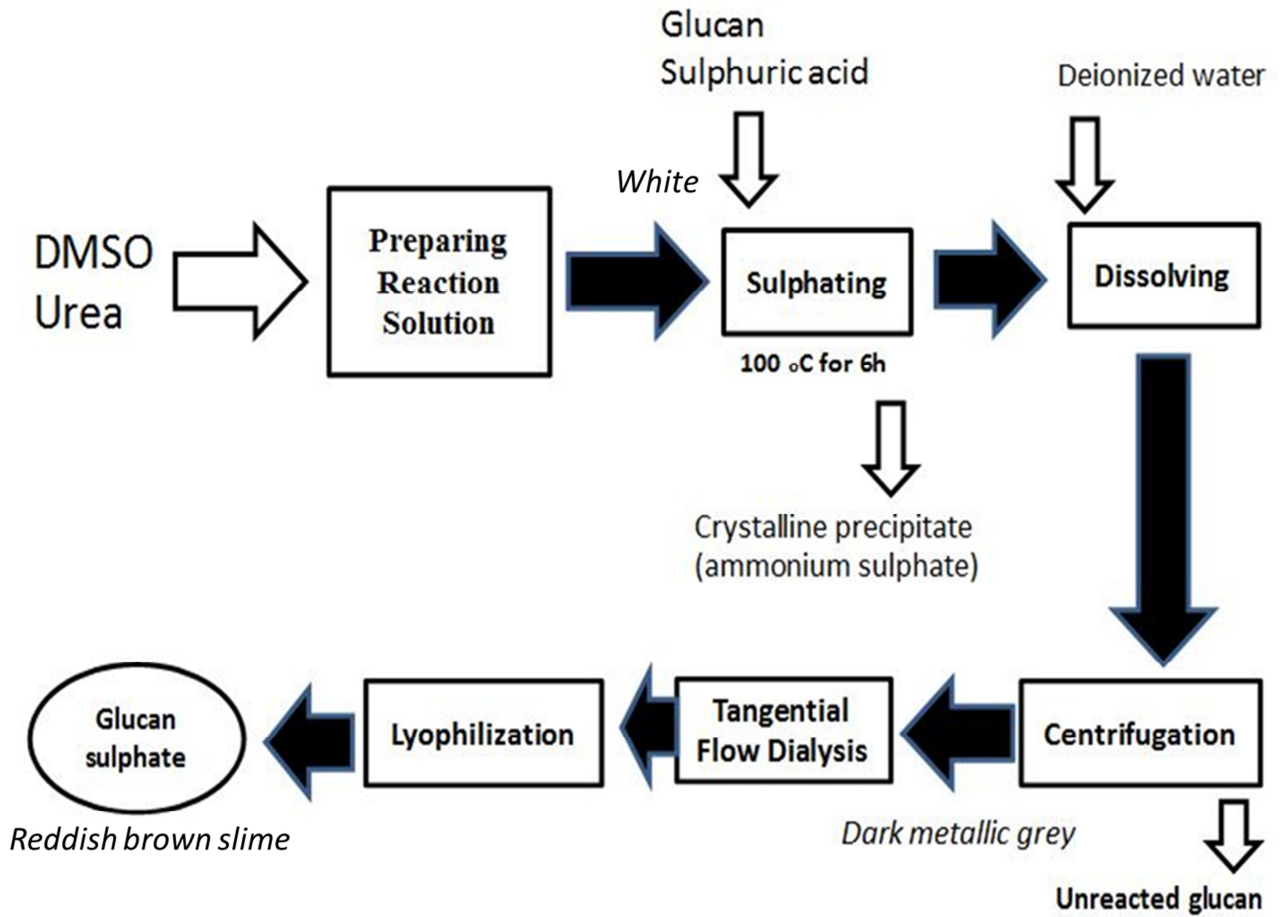 Glucan
Sulphuric acid
Deionized water
White
DMSO
Urea
Preparing
Reaction
Solution
Sulphating
Dissolving
100 oC for 6h
Crystalline precipitate
(ammonium sulphate)
Glucan
sulphate
Lyophilization
Tangential
Flow Dialysis
Centrifugation
Reddish brown slime
Dark metallic grey
Unreacted glucan